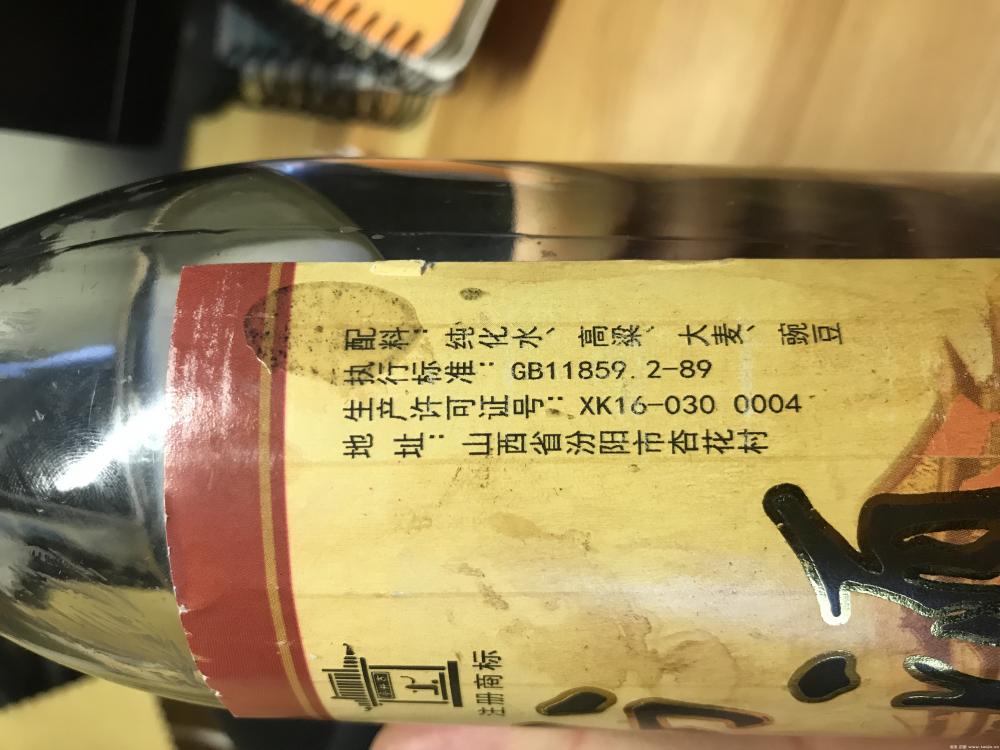 配料：纯化水、高粱、大麦、豌豆
执行标准：GB11859.2-89
生产许可证号：XK16-030 0004
地 址：山西省汾阳市杏花村
注册商标